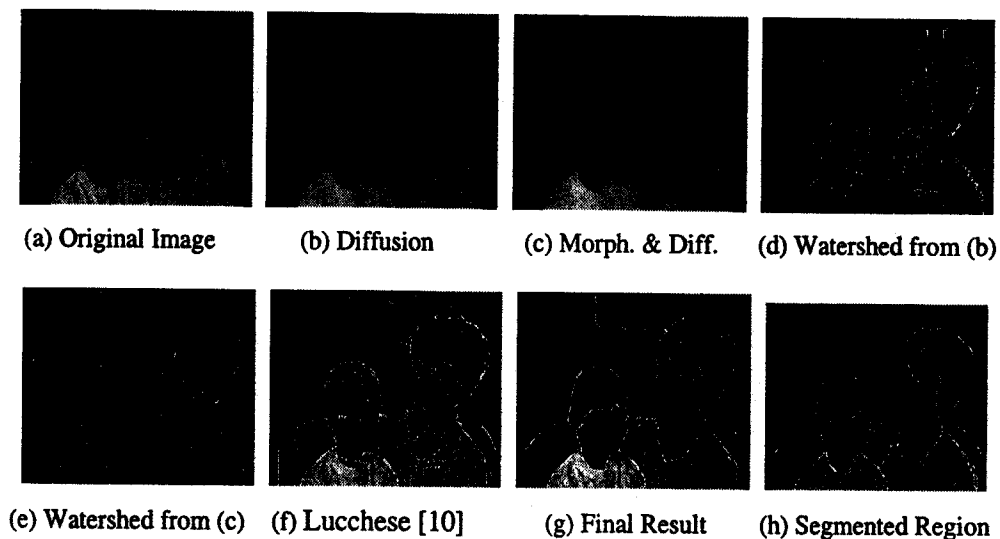 (a) Original Image
(b) Diffusion
(c) Morph. & Diff.
(d) Watershed from (b)
(e) Watershed from (c)
(f) Lucchese [10]
(g) Final Result
(h) Segmented Region